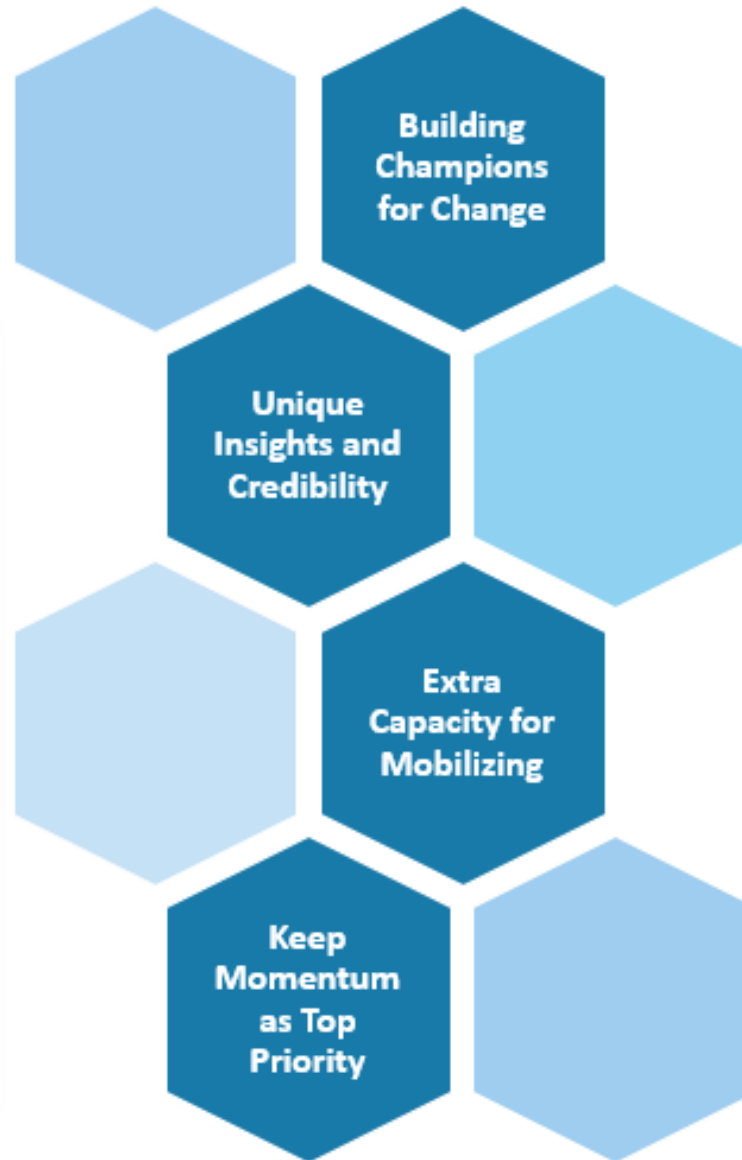 Building
Champions
for Change
Unique
Insights and
Credibility
Extra
Capacity for
Mobilizing
Keep
Momentum
as Top
Priority